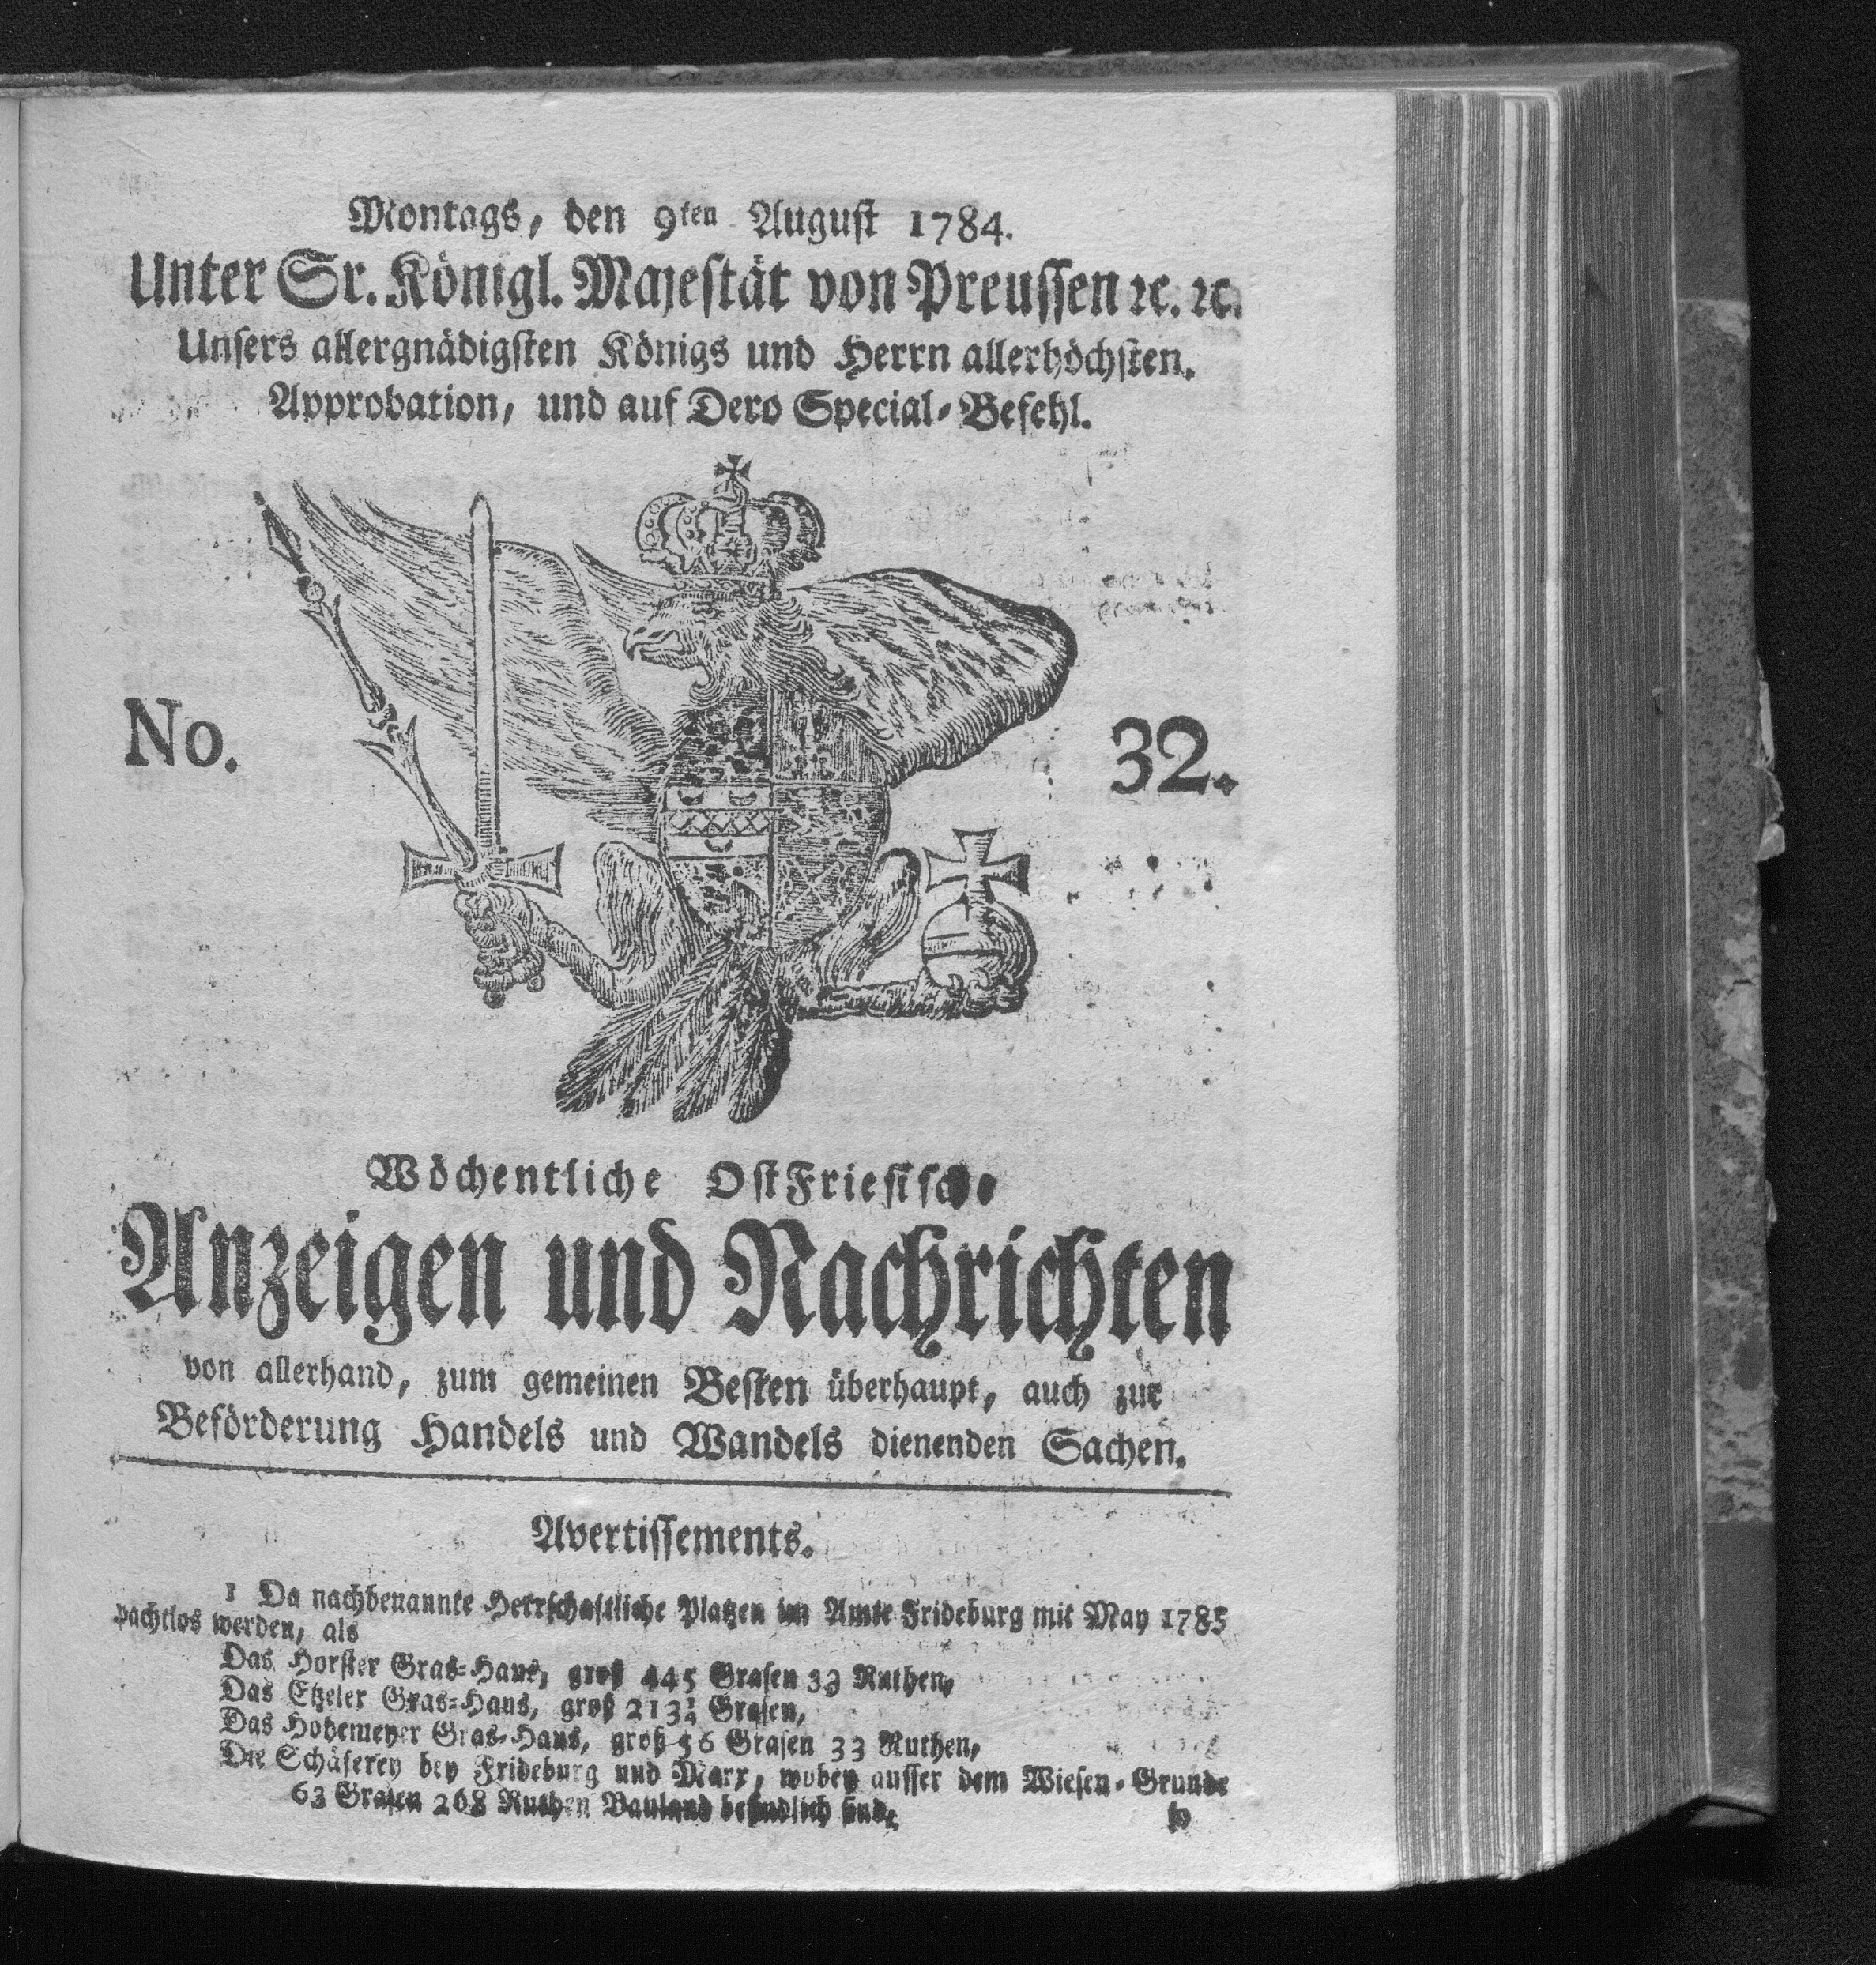 Montags, den 9ten August 1784.
Unter Sr. Königl. Majestät von Preussen ꝛc. ꝛc.
Unsers allergnädigsten Königs und Herrn allerhöchsten.
Approbation, und auf Dero Special-Befehl.
No. 32.
Wöchentliche OstFriesische
Anzeigen und Nachrichten
von allerhand, zum gemeinen Besten überhaupt, auch zur
Beförderung Handels und Wandels dienenden Sachen.
Avertissements.
1 Da nachbenannte Herrschaftliche Platzen im Amte Frideburg mit May 1785
pachtlos werden, als
Das Horster Gras-Haus, groß 445 Grasen 33 Ruthen,
Das Etzeler Gras-Haus, groß Grasen,
Das Gras-Haus, groß 56 Grasen 33 Ruthen,
Die Schäferey bey Frideburg und Marx, wobey ausser dem Wiesen-Grunde
63 Grasen 268 Ruthen Bauland befindlich sind.
so